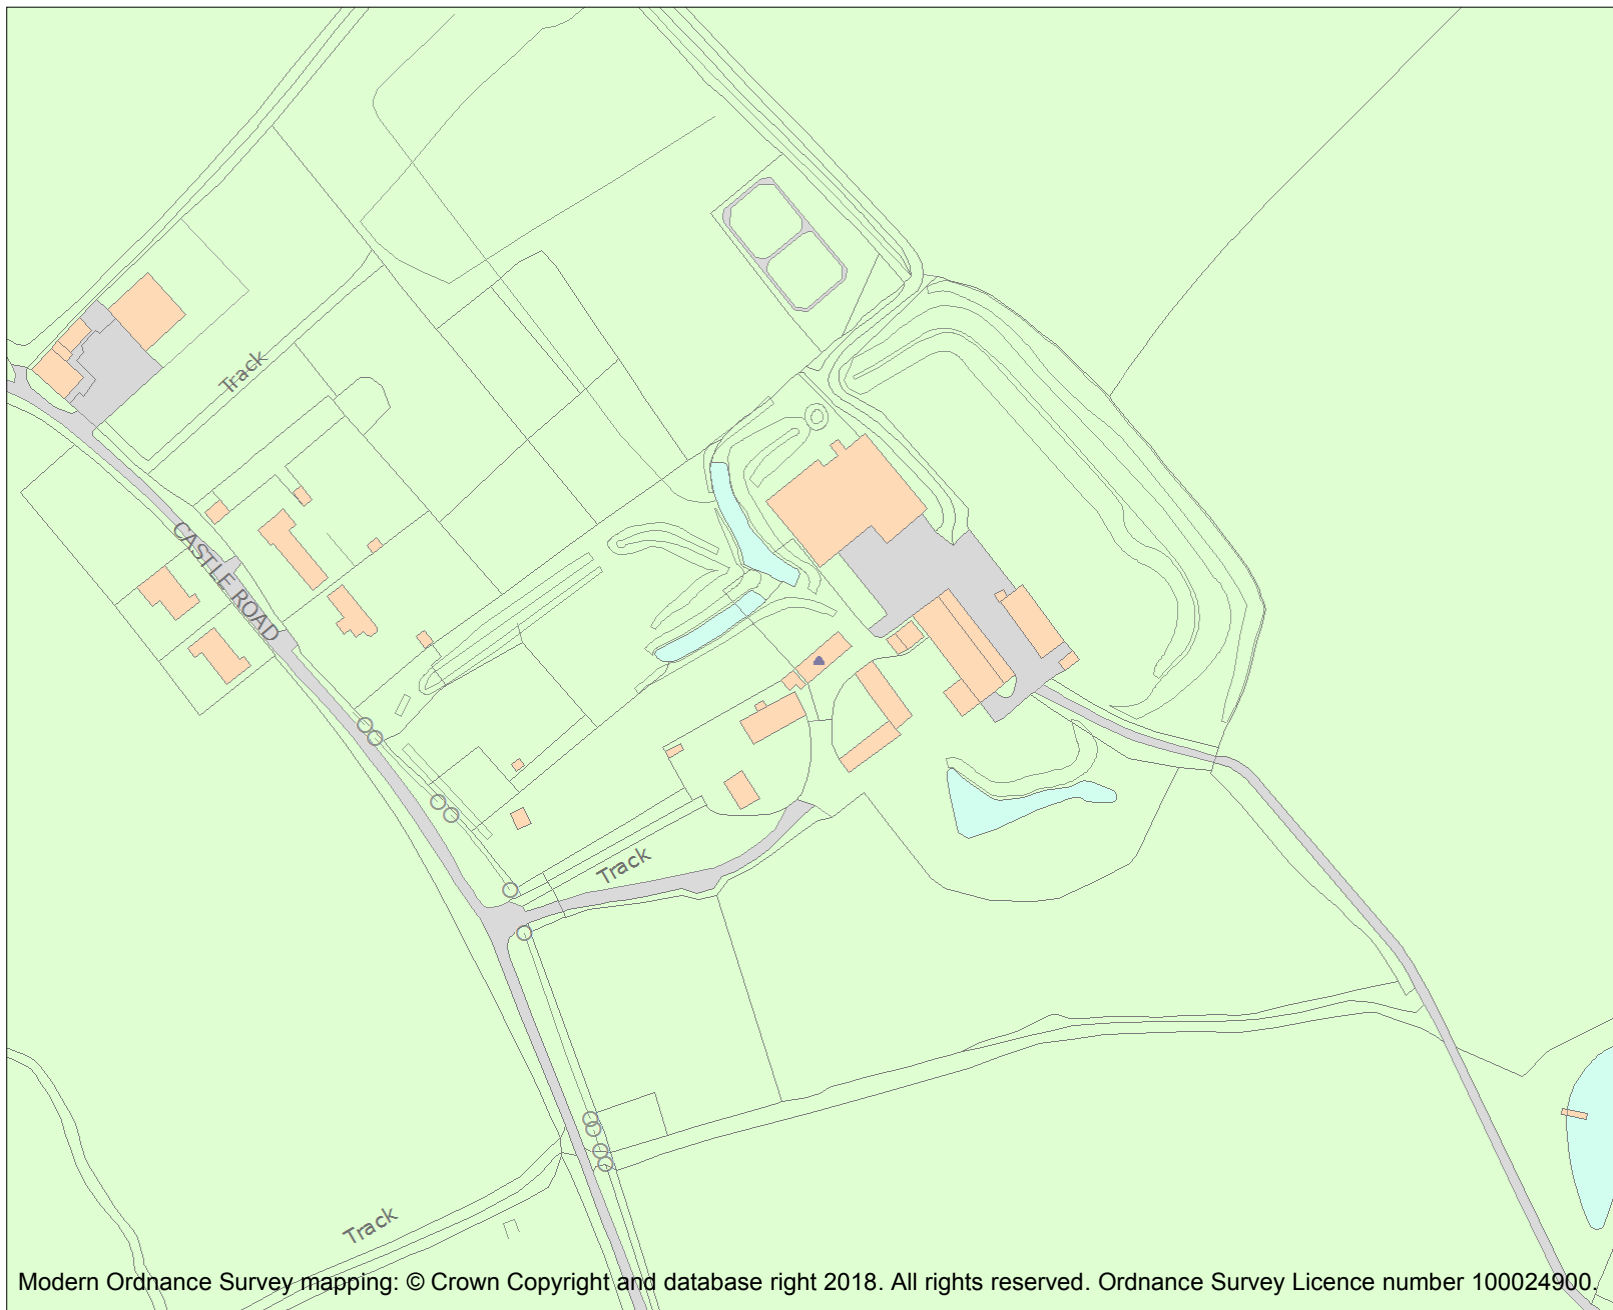 Track
CASTLE ROAD
Track
Track
Modern Ordnance Survey mapping: © Crown Copyright and database right 2018. All rights reserved. Ordnance Survey Licence number 100024900.